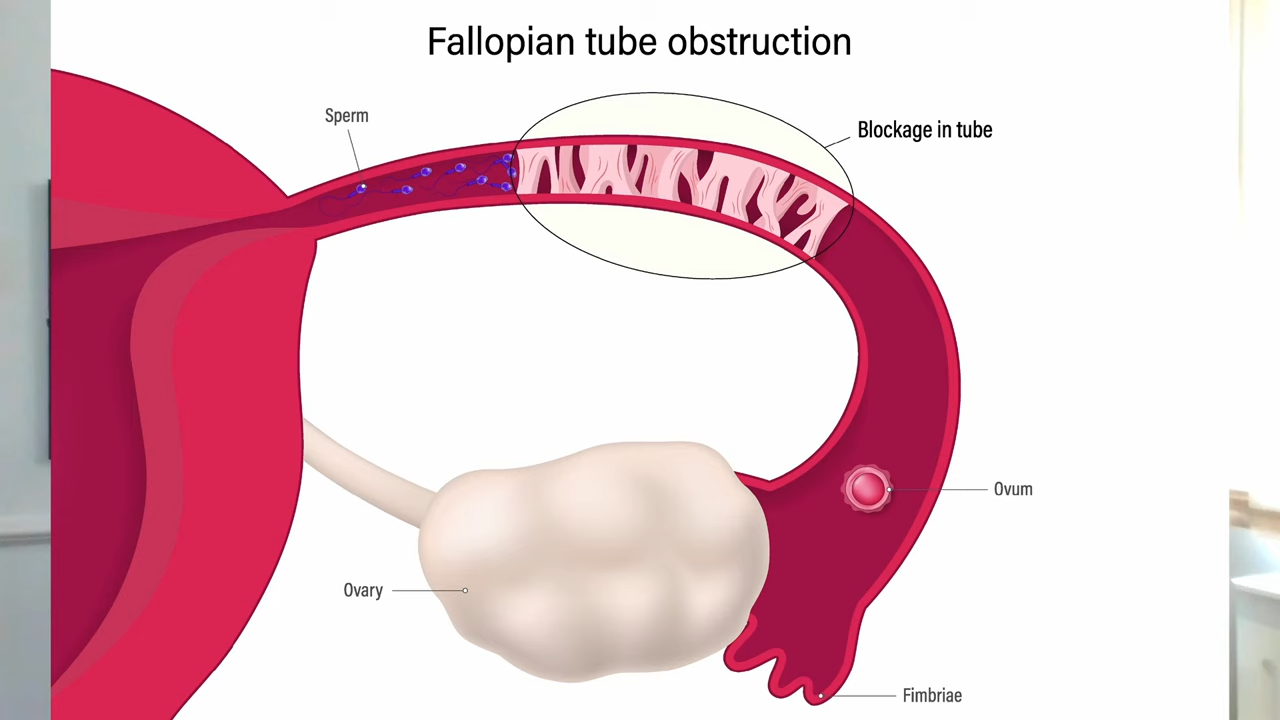 Fallopian tube obstruction
Sperm
Blockage in tube
Ovum
Ovary
Fimbriae